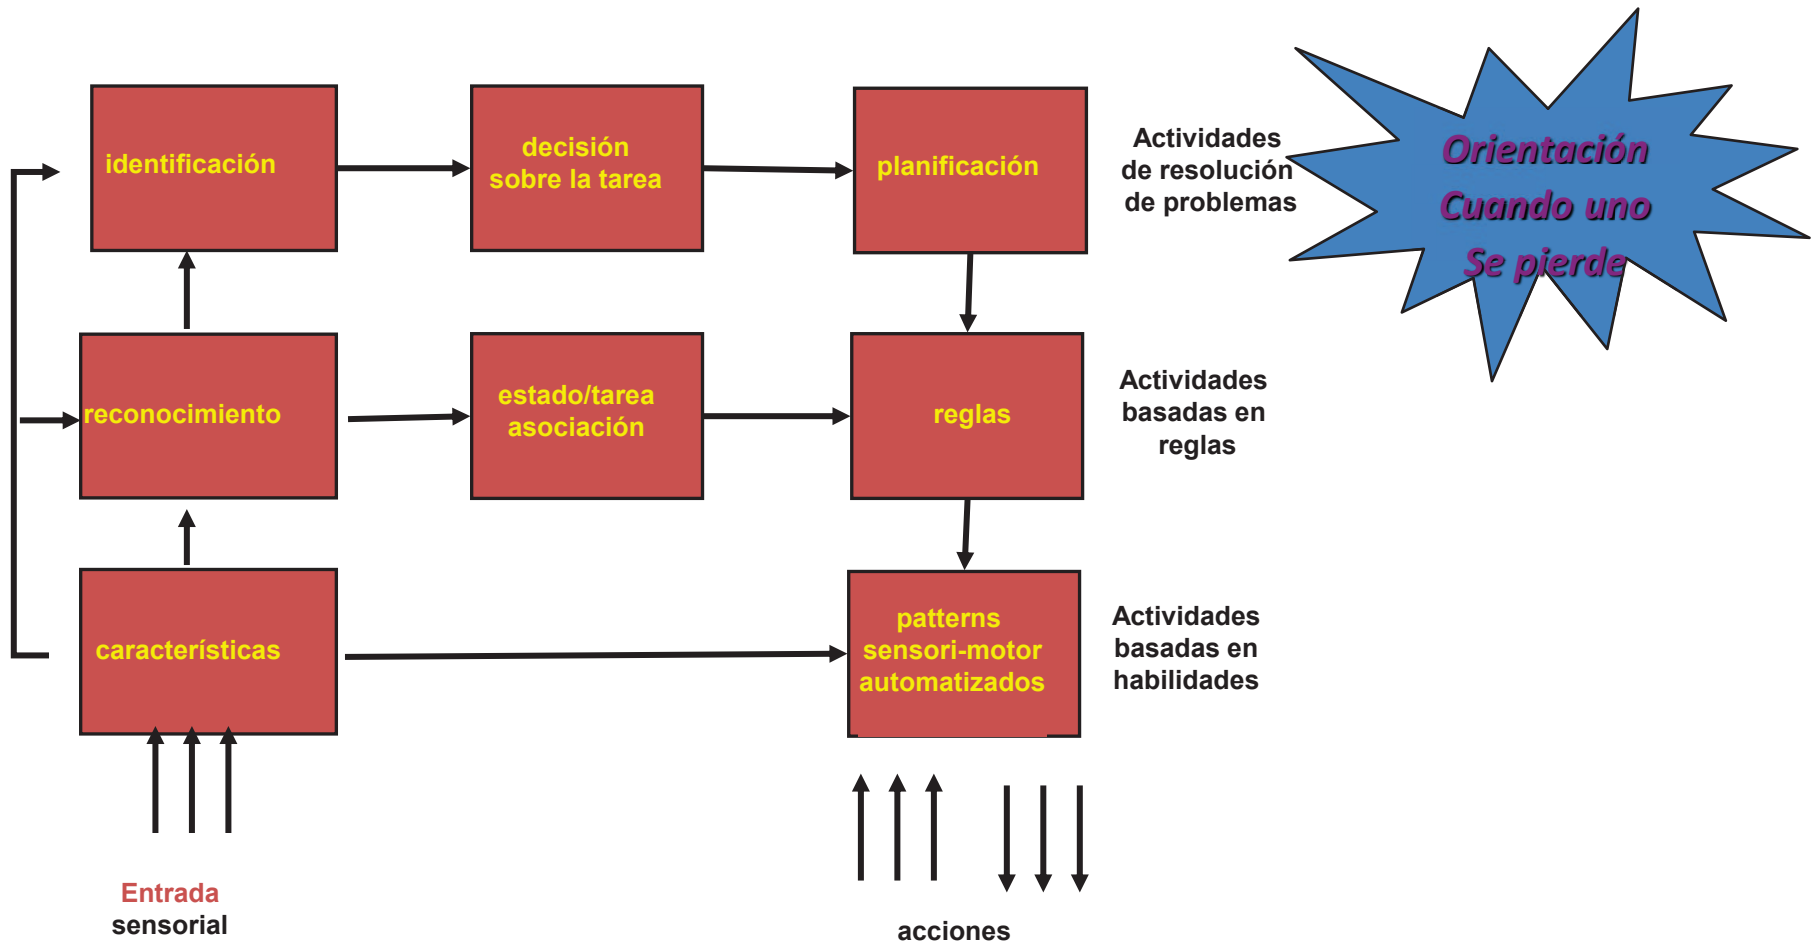 identificación
decisión
sobre la tarea
planificación
Actividades
de resolución
de problemas
Orientación
Cuando uno
Se pierde
reconocimiento
estado/tarea
asociación
reglas
Actividades
basadas en
reglas
características
patterns
sensori-motor
automatizados
Actividades
basadas en
habilidades
Entrada
sensorial
acciones